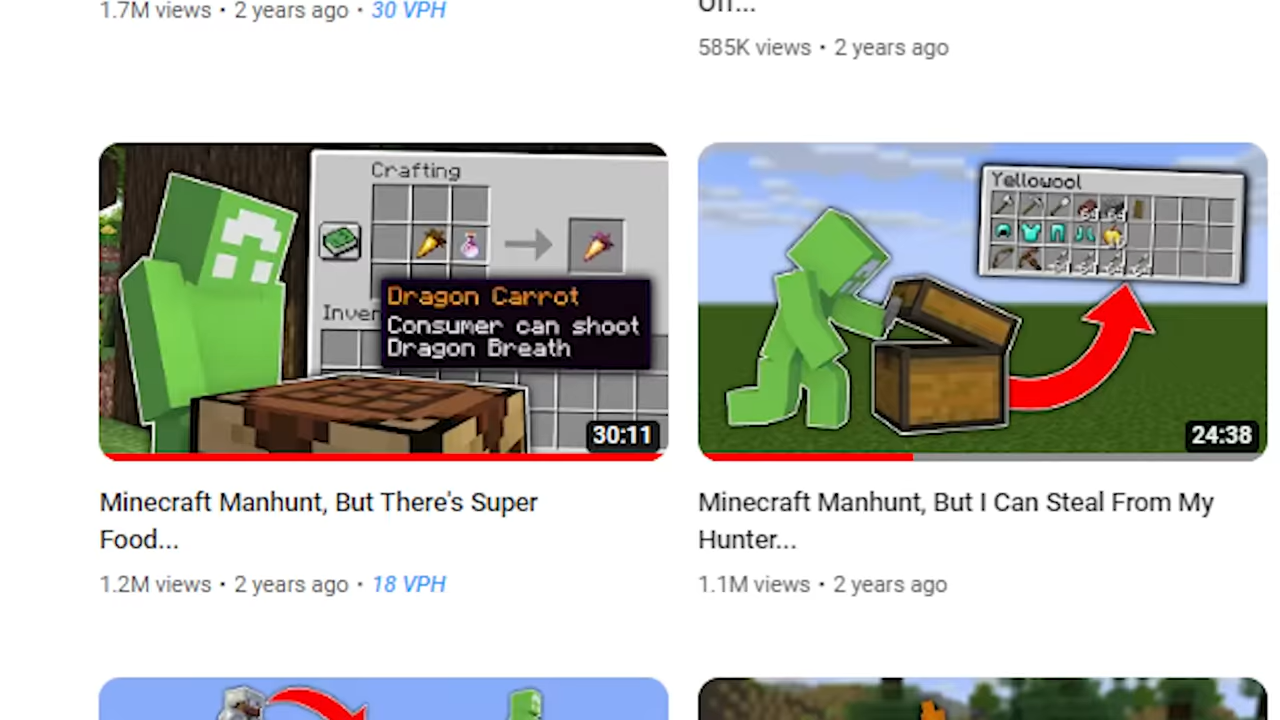 1.7M views • 2 years ago • 30 VPH
Off...
585K views • 2 years ago
Crafting
Inven
Dragon Carrot
Consumer can shoot
Dragon Breath
30:11
Yellowool
64 64
24:38
Minecraft Manhunt, But There's Super
Food...
1.2M views • 2 years ago • 18 VPH
Minecraft Manhunt, But I Can Steal From My
Hunter...
1.1M views • 2 years ago